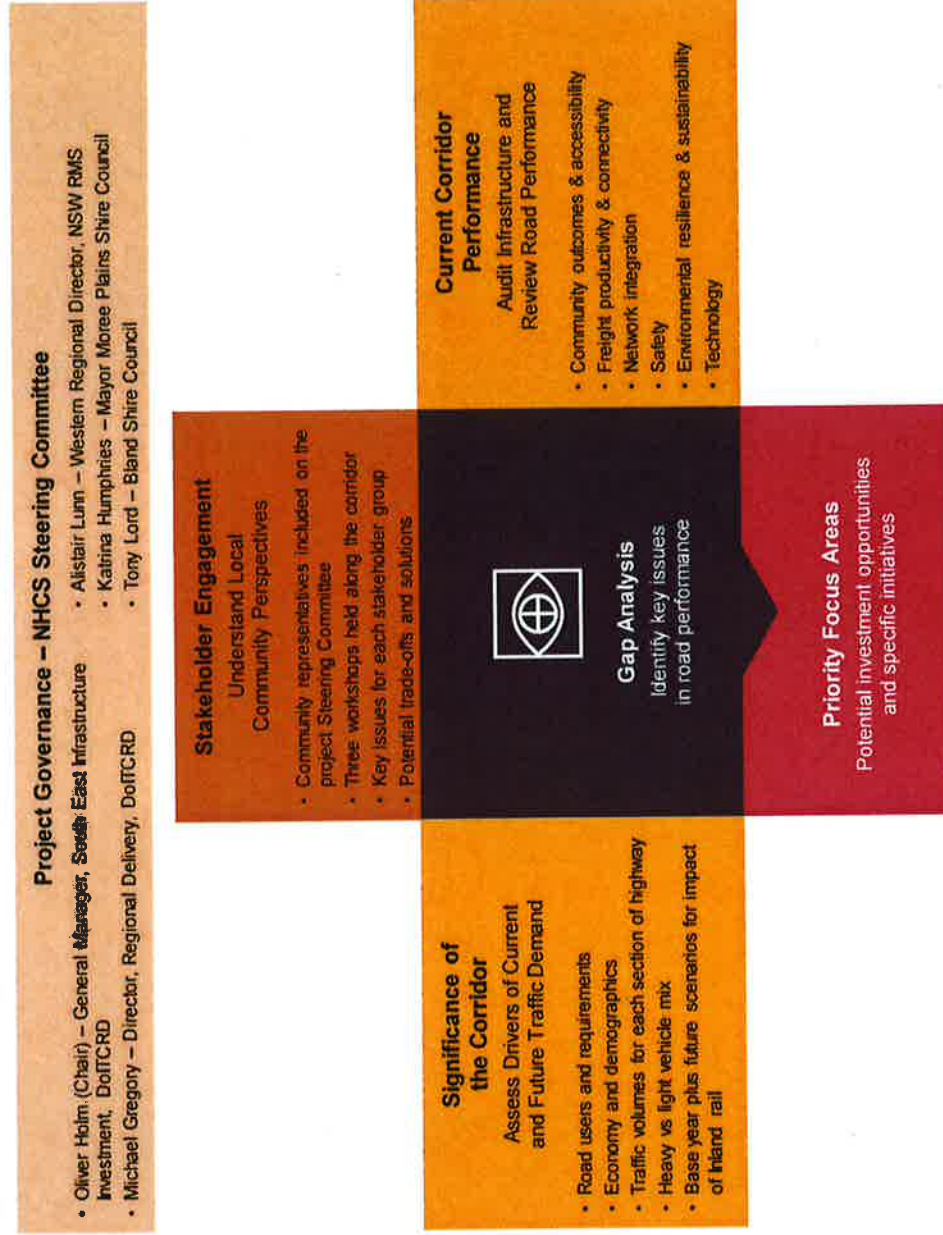 Project Governance – NHCS Steering Committee
• Oliver Holm (Chair) – General Manager, South East Infrastructure
Investment, DoITCRD
• Michael Gregory – Director, Regional Delivery, DoITCRD
• Alistair Lunn – Western Regional Director, NSW RMS
• Katrina Humphries – Mayor Moree Plains Shire Council
• Tony Lord – Bland Shire Council
Stakeholder Engagement
Understand Local
Community Perspectives
• Community representatives included on the
project Steering Committee
• Three workshops held along the corridor
• Key issues for each stakeholder group
• Potential trade-offs and solutions
Significance of
the Corridor
Assess Drivers of Current
and Future Traffic Demand
• Road users and requirements
• Economy and demographics
• Traffic volumes for each section of highway
• Heavy vs light vehicle mix
• Base year plus future scenarios for impact
of Inland rail
Gap Analysis
Identify key issues
in road performance
Current Corridor
Performance
Audit Infrastructure and
Review Road Performance
• Community outcomes & accessibility
• Freight productivity & connectivity
• Network integration
• Safety
• Environmental resilience & sustainability
• Technology
Priority Focus Areas
Potential investment opportunities
and specific initiatives